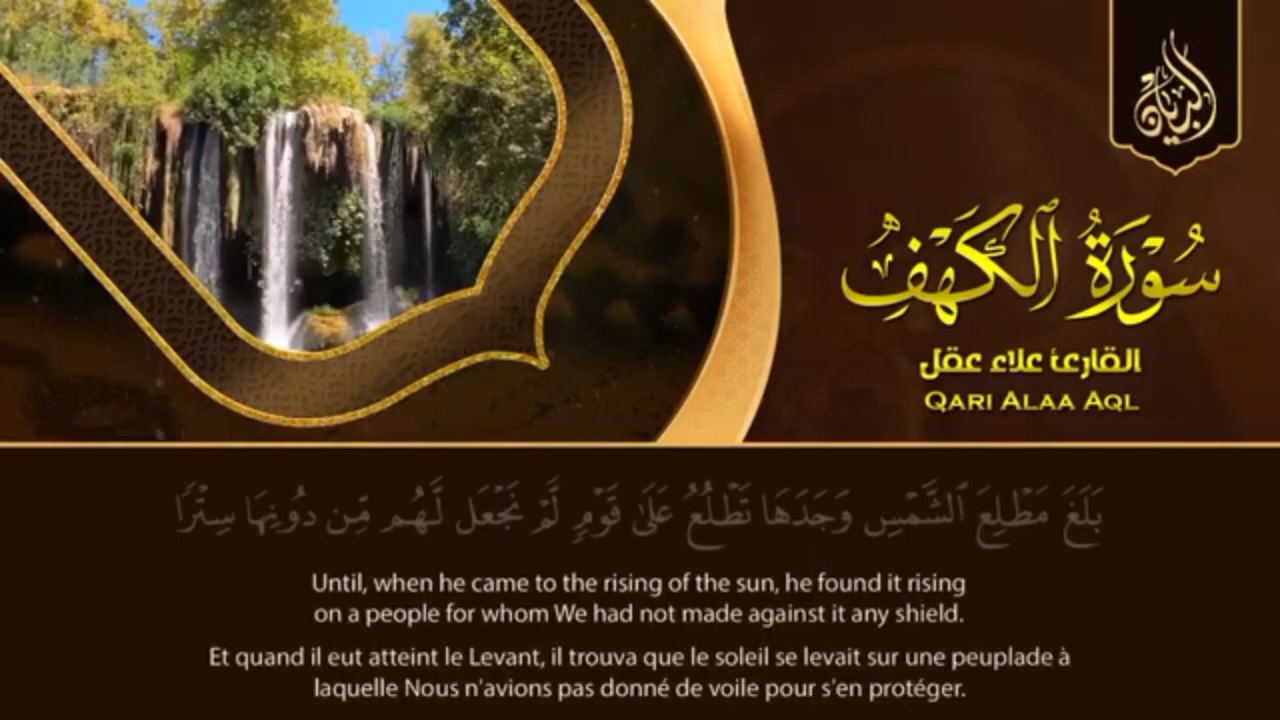 الريان
سُورَةُ ٱلْكَهْفِ
القارئ علاء عقل
QARI ALAA AQL
بَلَغَ مَطْلِعَ ٱلشَّمْسِ وَجَدَهَا تَطْلُعُ عَلَىٰ قَوْمٍۢ لَّمْ نَجْعَل لَّهُم مِّن دُونِهَا سِتْرًۭا
Until, when he came to the rising of the sun, he found it rising
on a people for whom We had not made against it any shield.
Et quand il eut atteint le Levant, il trouva que le soleil se levait sur une peuplade à
laquelle Nous n'avions pas donné de voile pour s'en protéger.